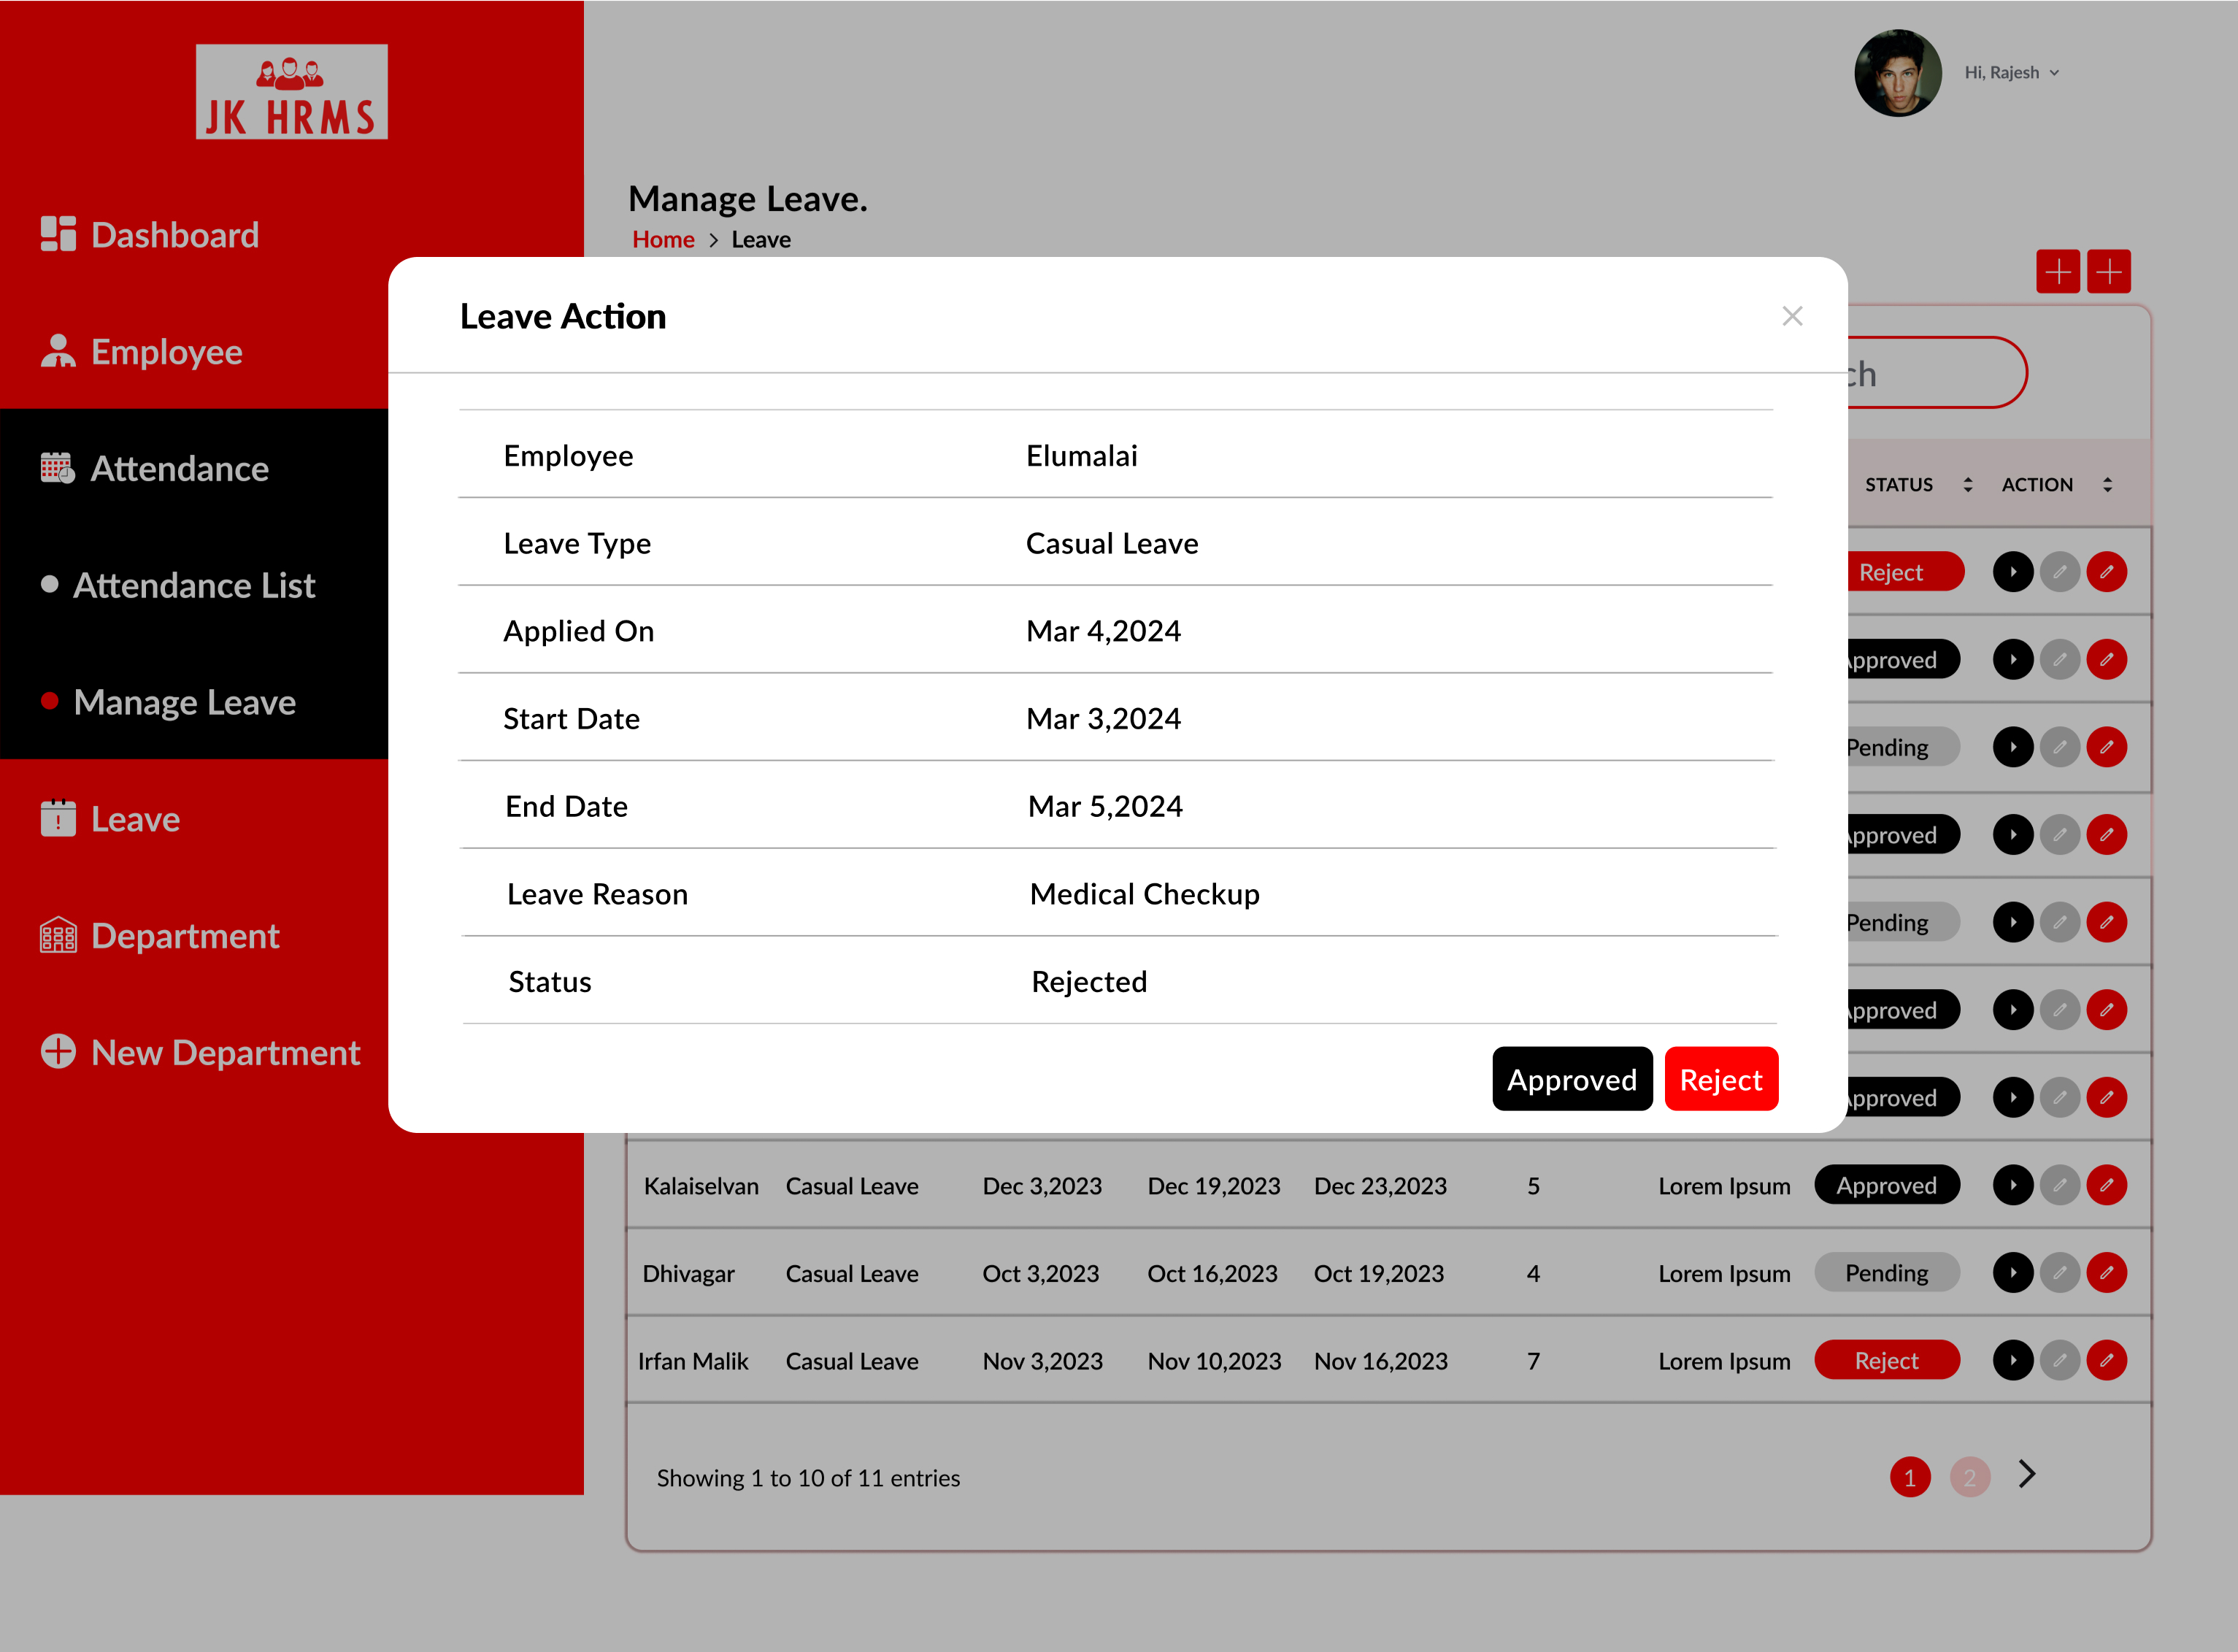 JK HRMS
Hi, Rajesh
Dashboard
Employee
Attendance
Attendance List
Manage Leave
Leave
Department
New Department
Manage Leave.
Home > Leave
Leave Action
Employee Elumalai
Leave Type Casual Leave
Applied On Mar 4,2024
Start Date Mar 3,2024
End Date Mar 5,2024
Leave Reason Medical Checkup
Status Rejected
Approved Reject
STATUS ACTION
Reject
Pending
Pending
Kalaiselvan Casual Leave Dec 3,2023 Dec 19,2023 Dec 23,2023 5 Lorem Ipsum Approved
Dhivagar Casual Leave Oct 3,2023 Oct 16,2023 Oct 19,2023 4 Lorem Ipsum Pending
Irfan Malik Casual Leave Nov 3,2023 Nov 10,2023 Nov 16,2023 7 Lorem Ipsum Reject
Showing 1 to 10 of 11 entries
1 2